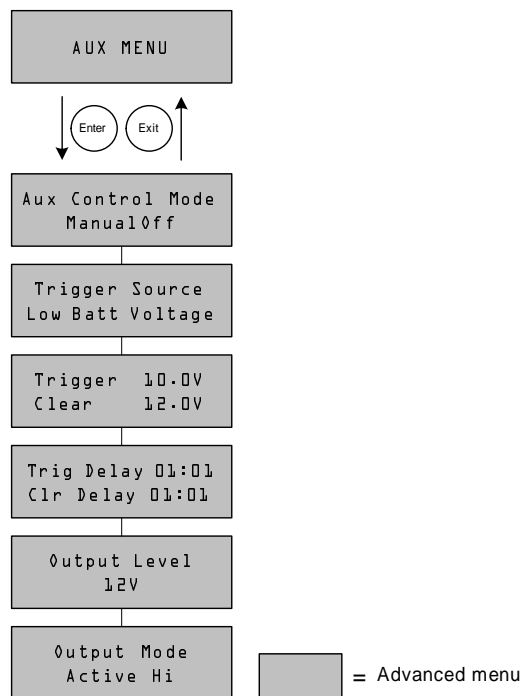 AUX MENU
Enter Exit
Aux Control Mode
ManualOff
Trigger Source
Low Batt Voltage
Trigger 10.0V
Clear 12.0V
Trig Delay 01:01
Clr Delay 01:01
Output Level
12V
Output Mode
Active Hi
= Advanced menu